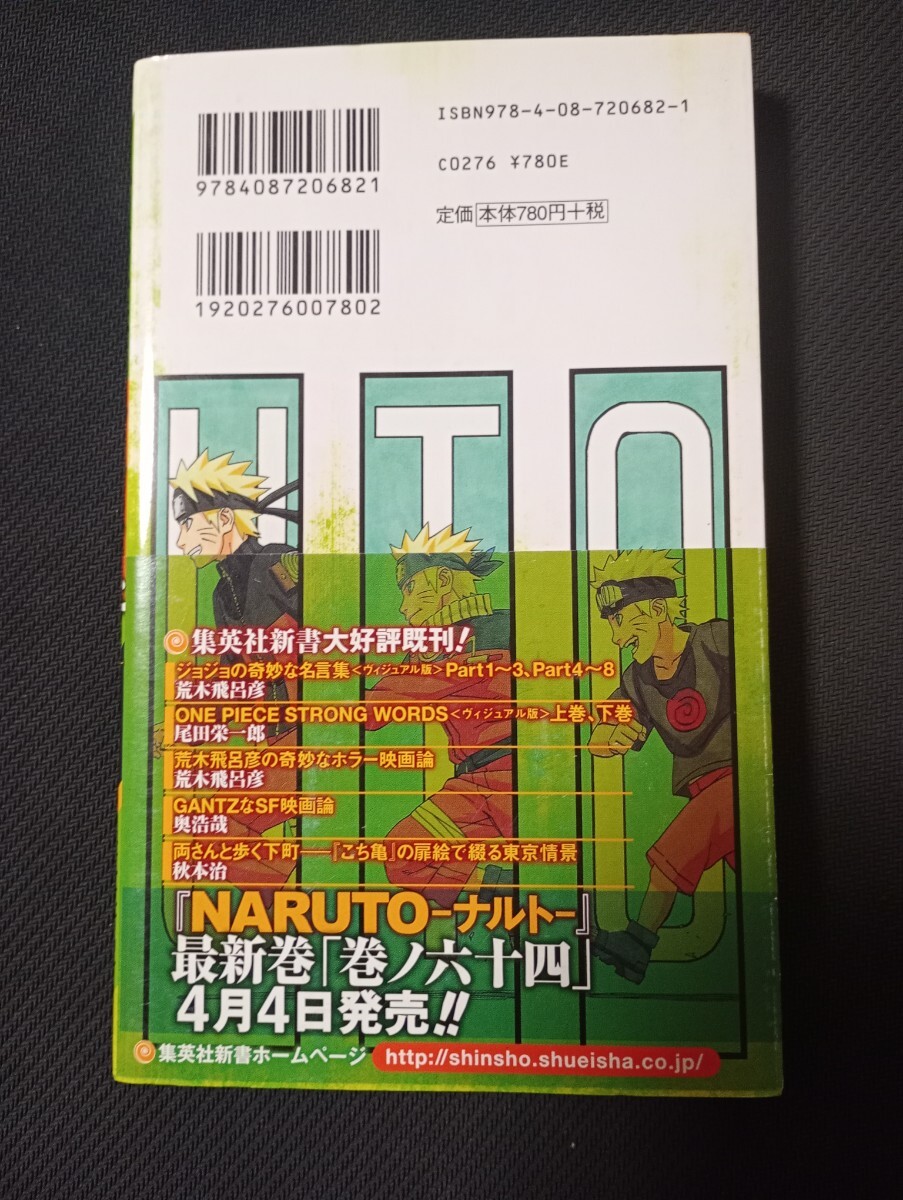 ISBN978-4-08-720682-1
C0276 ¥780E
定価 本体780円+税
9784087206821
1920276007802
U T O
集英社新書大好評既刊!
ジョジョの奇妙な名言集<ヴィジュアル版>Part1〜3、Part4〜8
荒木飛呂彦
ONE PIECE STRONG WORDS<ヴィジュアル版>上巻、下巻
尾田栄一郎
荒木飛呂彦の奇妙なホラー映画論
荒木飛呂彦
GANTZなSF映画論
奥浩哉
両さんと歩く下町――『こち亀』の扉絵で綴る東京情景
秋本治
『NARUTO-ナルト-』
最新巻「巻ノ六十四」
4月4日発売!!
集英社新書ホームページ http://shinsho.shueisha.co.jp/